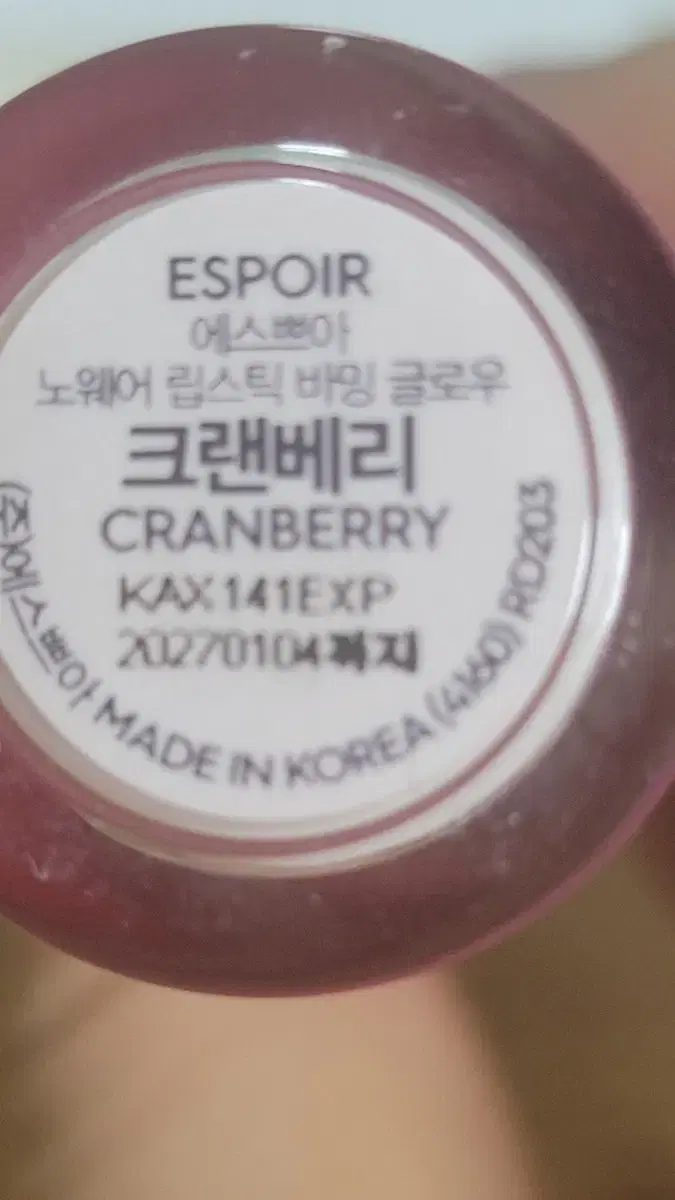 ESPOIR
에스쁘아
노웨어 립스틱 바밍 글로우
크랜베리
CRANBERRY
KAX141EXP
20270104까지
(주)에스쁘아 MADE IN KOREA (4160) RD203